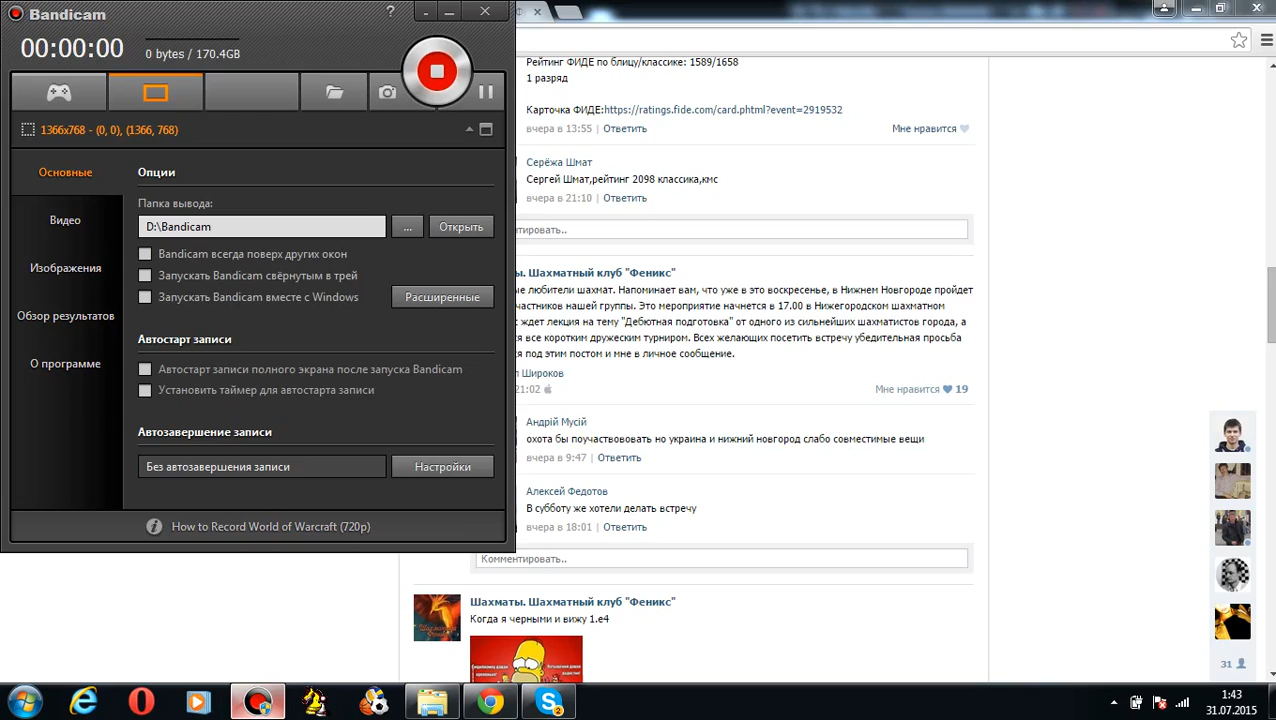 Bandicam
?
00:00:00
0 bytes / 170.4GB
1366x768 - (0, 0), (1366, 768)
Основные
Видео
Изображения
Обзор результатов
О программе
Опции
Папка вывода:
D:\Bandicam
...
Открыть
Bandicam всегда поверх других окон
Запускать Bandicam свёрнутым в трей
Запускать Bandicam вместе с Windows
Расширенные
Автостарт записи
Автостарт записи полного экрана после запуска Bandicam
Установить таймер для автостарта записи
Автозавершение записи
Без автозавершения записи
Настройки
How to Record World of Warcraft (720p)
Рейтинг ФИДЕ по блицу/классике: 1589/1658
1 разряд
Карточка ФИДЕ:https://ratings.fide.com/card.phtml?event=2919532
вчера в 13:55 | Ответить
Мне нравится
Серёжа Шмат
Сергей Шмат,рейтинг 2098 классика,кмс
вчера в 21:10 | Ответить
нтировать..
ы. Шахматный клуб "Феникс"
ые любители шахмат. Напоминает вам, что уже в это воскресенье, в Нижнем Новгороде пройдет
частников нашей группы. Это мероприятие начнется в 17.00 в Нижегородском шахматном
ждет лекция на тему "Дебютная подготовка" от одного из сильнейших шахматистов города, а
ся все коротким дружеским турниром. Всех желающих посетить встречу убедительная просьба
ся под этим постом и мне в личное сообщение.
л Широков
21:02
Мне нравится 19
Андрій Мусій
охота бы поучаствововать но украина и нижний новгород слабо совместимые вещи
вчера в 9:47 | Ответить
Алексей Федотов
В субботу же хотели делать встречу
вчера в 18:01 | Ответить
Комментировать..
Шахматы. Шахматный клуб "Феникс"
Когда я черными и вижу 1.e4
31
2
1:43
31.07.2015